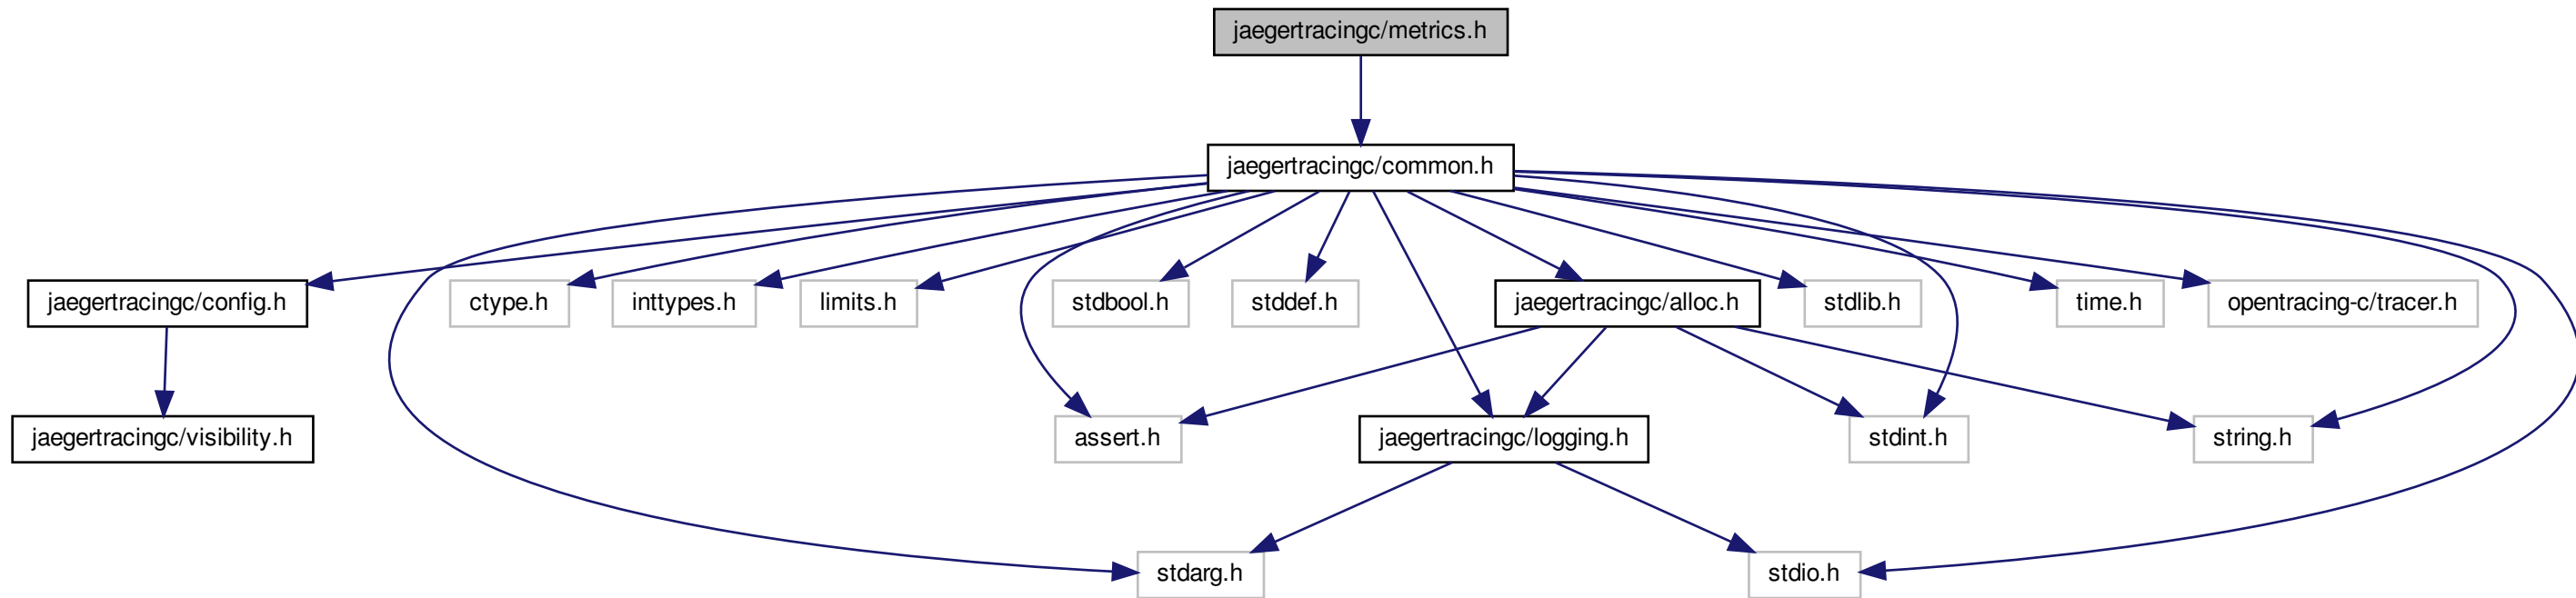 jaegertracingc/metrics.h
jaegertracingc/common.h
jaegertracingc/config.h
ctype.h
inttypes.h
limits.h
stdbool.h
stddef.h
jaegertracingc/alloc.h
stdlib.h
time.h
opentracing-c/tracer.h
jaegertracingc/visibility.h
assert.h
jaegertracingc/logging.h
stdint.h
string.h
stdarg.h
stdio.h